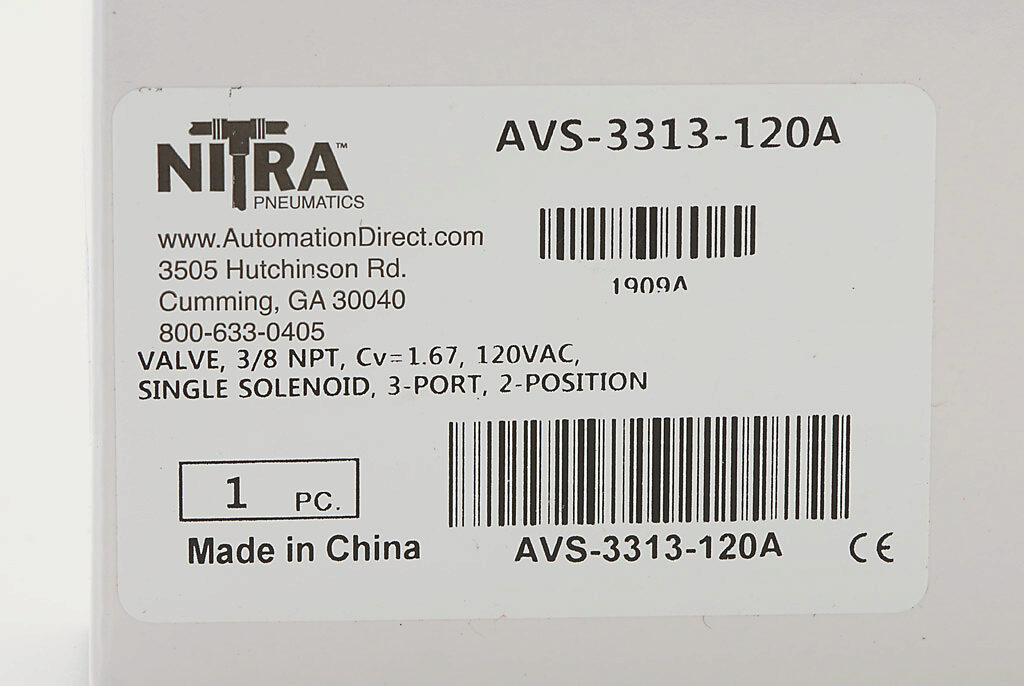 NITRA™
PNEUMATICS
www.AutomationDirect.com
3505 Hutchinson Rd.
Cumming, GA 30040
800-633-0405
AVS-3313-120A
1909A
VALVE, 3/8 NPT, Cv=1.67, 120VAC,
SINGLE SOLENOID, 3-PORT, 2-POSITION
1 PC.
Made in China
AVS-3313-120A
CE